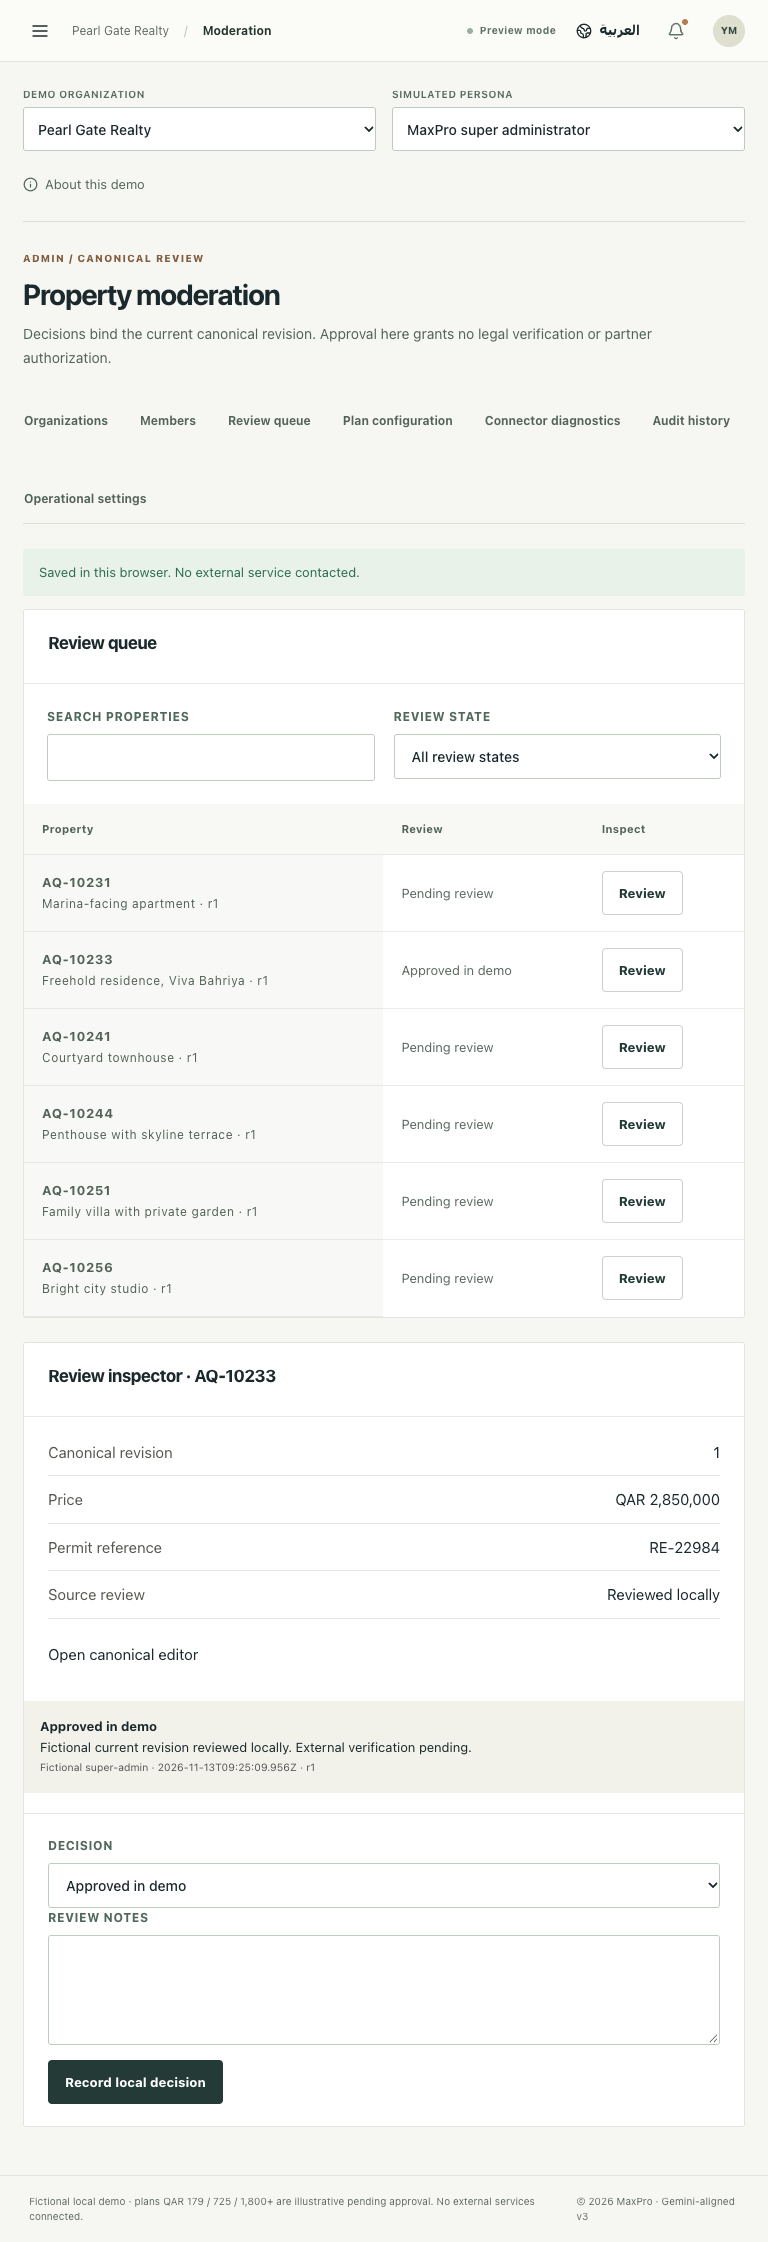 Pearl Gate Realty / Moderation
Preview mode
العربية
YM
DEMO ORGANIZATION
Pearl Gate Realty
SIMULATED PERSONA
MaxPro super administrator
About this demo
ADMIN / CANONICAL REVIEW
Property moderation
Decisions bind the current canonical revision. Approval here grants no legal verification or partner
authorization.
Organizations
Members
Review queue
Plan configuration
Connector diagnostics
Audit history
Operational settings
Saved in this browser. No external service contacted.
Review queue
SEARCH PROPERTIES
REVIEW STATE
All review states
Property
Review
Inspect
AQ-10231
Marina-facing apartment · r1
Pending review
Review
AQ-10233
Freehold residence, Viva Bahriya · r1
Approved in demo
Review
AQ-10241
Courtyard townhouse · r1
Pending review
Review
AQ-10244
Penthouse with skyline terrace · r1
Pending review
Review
AQ-10251
Family villa with private garden · r1
Pending review
Review
AQ-10256
Bright city studio · r1
Pending review
Review
Review inspector · AQ-10233
Canonical revision
1
Price
QAR 2,850,000
Permit reference
RE-22984
Source review
Reviewed locally
Open canonical editor
Approved in demo
Fictional current revision reviewed locally. External verification pending.
Fictional super-admin · 2026-11-13T09:25:09.956Z · r1
DECISION
Approved in demo
REVIEW NOTES
Record local decision
Fictional local demo · plans QAR 179 / 725 / 1,800+ are illustrative pending approval. No external services
connected.
© 2026 MaxPro · Gemini-aligned
v3